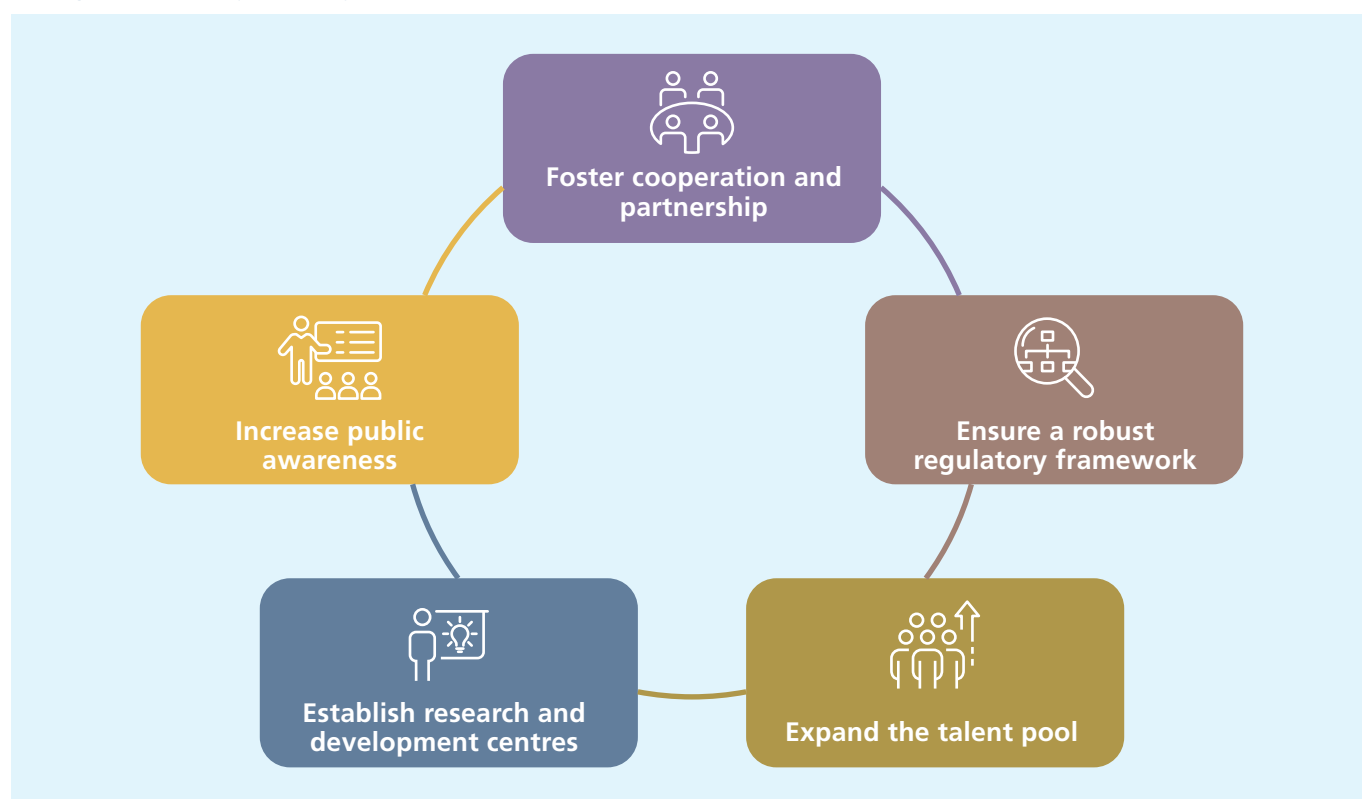 Foster cooperation and
partnership
Ensure a robust
regulatory framework
Expand the talent pool
Establish research and
development centres
Increase public
awareness